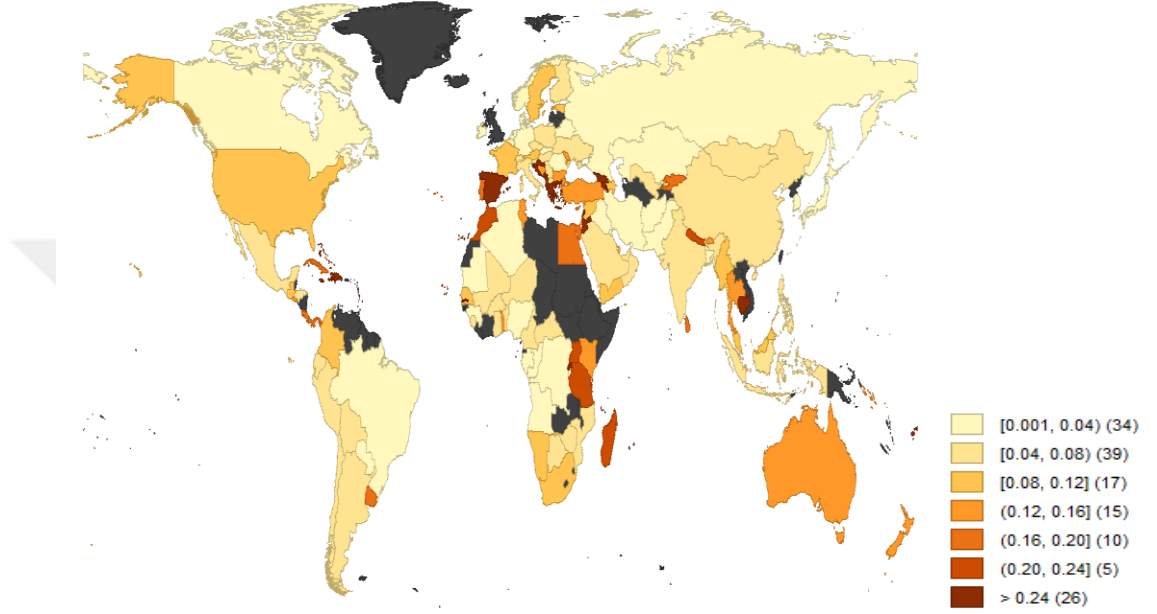 [0.001, 0.04) (34)
[0.04, 0.08) (39)
[0.08, 0.12] (17)
(0.12, 0.16] (15)
(0.16, 0.20] (10)
(0.20, 0.24] (5)
> 0.24 (26)